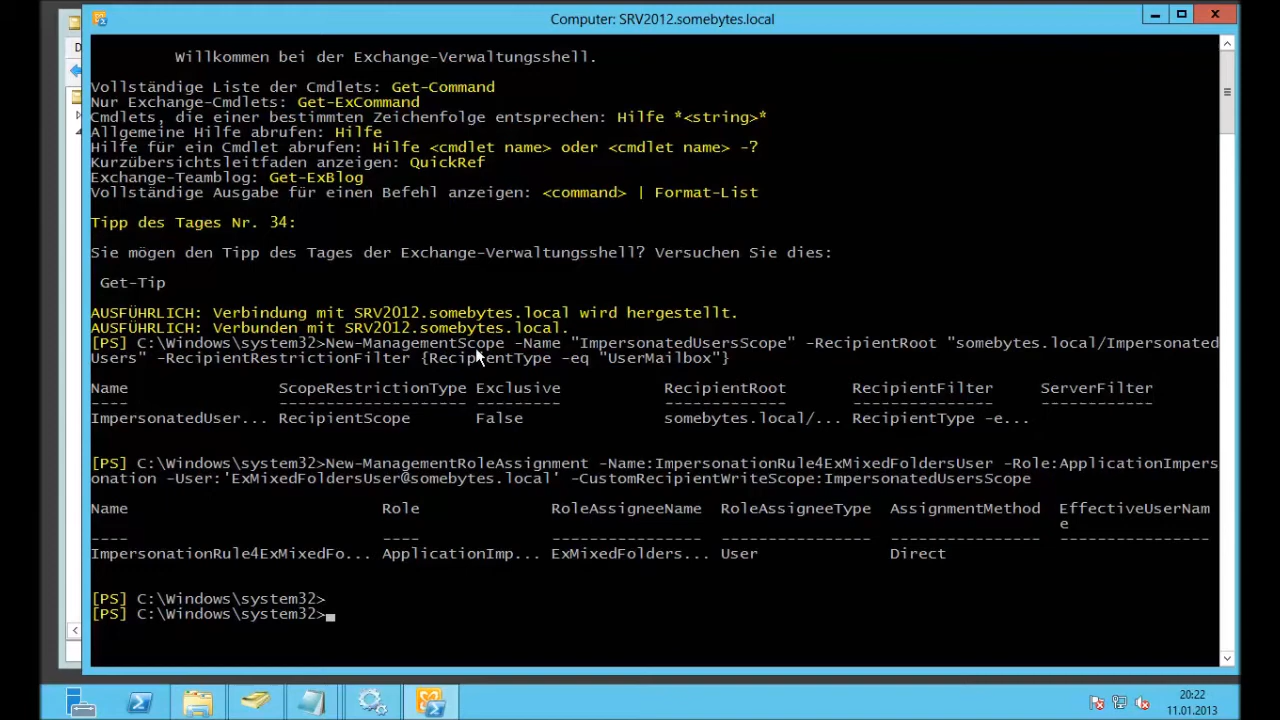 Computer: SRV2012.somebytes.local
Willkommen bei der Exchange-Verwaltungsshell.
Vollständige Liste der Cmdlets: Get-Command
Nur Exchange-Cmdlets: Get-ExCommand
Cmdlets, die einer bestimmten Zeichenfolge entsprechen: Hilfe *<string>*
Allgemeine Hilfe abrufen: Hilfe
Hilfe für ein Cmdlet abrufen: Hilfe <cmdlet name> oder <cmdlet name> -?
Kurzübersichtsleitfaden anzeigen: QuickRef
Exchange-Teamblog: Get-ExBlog
Vollständige Ausgabe für einen Befehl anzeigen: <command> | Format-List
Tipp des Tages Nr. 34:
Sie mögen den Tipp des Tages der Exchange-Verwaltungsshell? Versuchen Sie dies:
Get-Tip
AUSFÜHRLICH: Verbindung mit SRV2012.somebytes.local wird hergestellt.
AUSFÜHRLICH: Verbunden mit SRV2012.somebytes.local.
[PS] C:\Windows\system32>New-ManagementScope -Name "ImpersonatedUsersScope" -RecipientRoot "somebytes.local/Impersonated
Users" -RecipientRestrictionFilter {RecipientType -eq "UserMailbox"}
Name ScopeRestrictionType Exclusive RecipientRoot RecipientFilter ServerFilter
---- -------------------- --------- ------------- --------------- ------------
ImpersonatedUser... RecipientScope False somebytes.local/... RecipientType -e...
[PS] C:\Windows\system32>New-ManagementRoleAssignment -Name:ImpersonationRule4ExMixedFoldersUser -Role:ApplicationImpers
onation -User:'ExMixedFoldersUser@somebytes.local' -CustomRecipientWriteScope:ImpersonatedUsersScope
Name Role RoleAssigneeName RoleAssigneeType AssignmentMethod EffectiveUserNam
e
---- ---- ---------------- ---------------- ---------------- ----------------
ImpersonationRule4ExMixedFo... ApplicationImp... ExMixedFolders... User Direct
[PS] C:\Windows\system32>
[PS] C:\Windows\system32>
20:22
11.01.2013